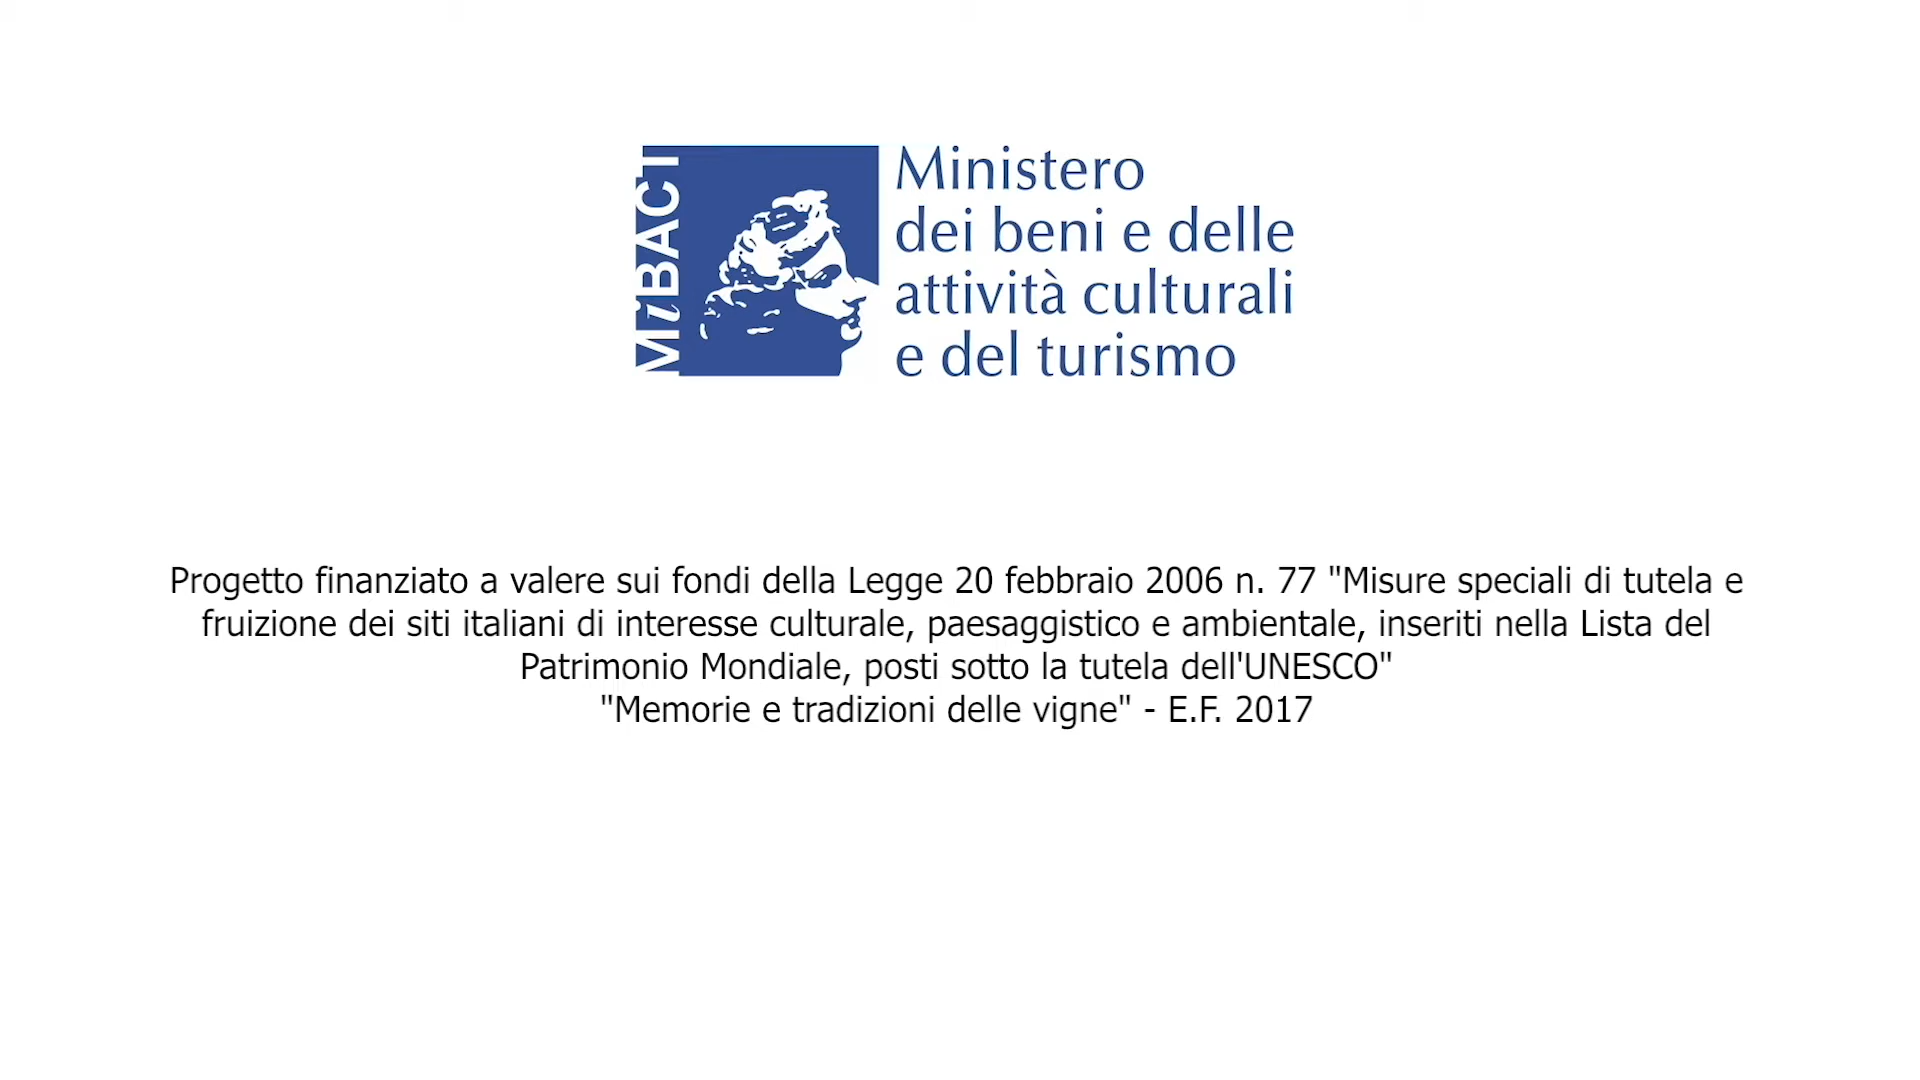 MiBACT
Ministero
dei beni e delle
attività culturali
e del turismo
Progetto finanziato a valere sui fondi della Legge 20 febbraio 2006 n. 77 "Misure speciali di tutela e
fruizione dei siti italiani di interesse culturale, paesaggistico e ambientale, inseriti nella Lista del
Patrimonio Mondiale, posti sotto la tutela dell'UNESCO"
"Memorie e tradizioni delle vigne" - E.F. 2017